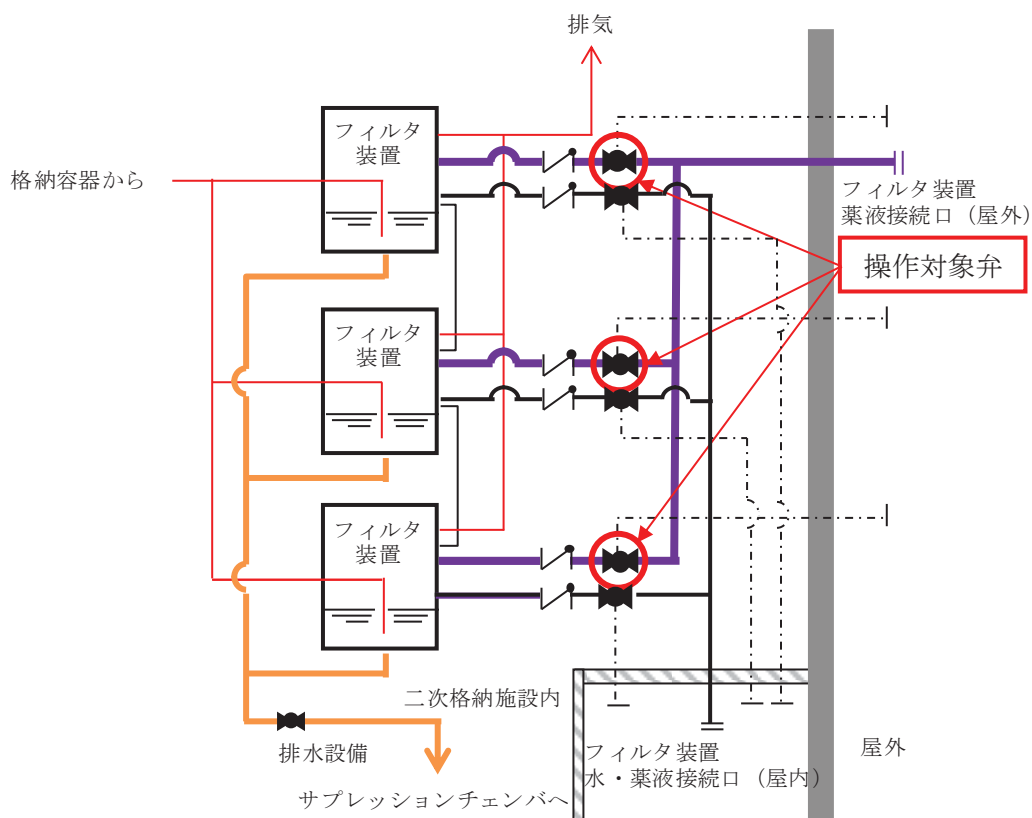 排気
フィルタ
装置
格納容器から
フィルタ装置
薬液接続口（屋外）
操作対象弁
フィルタ
装置
フィルタ
装置
二次格納施設内
排水設備
サプレッションチェンバへ
フィルタ装置
水・薬液接続口（屋内）
屋外